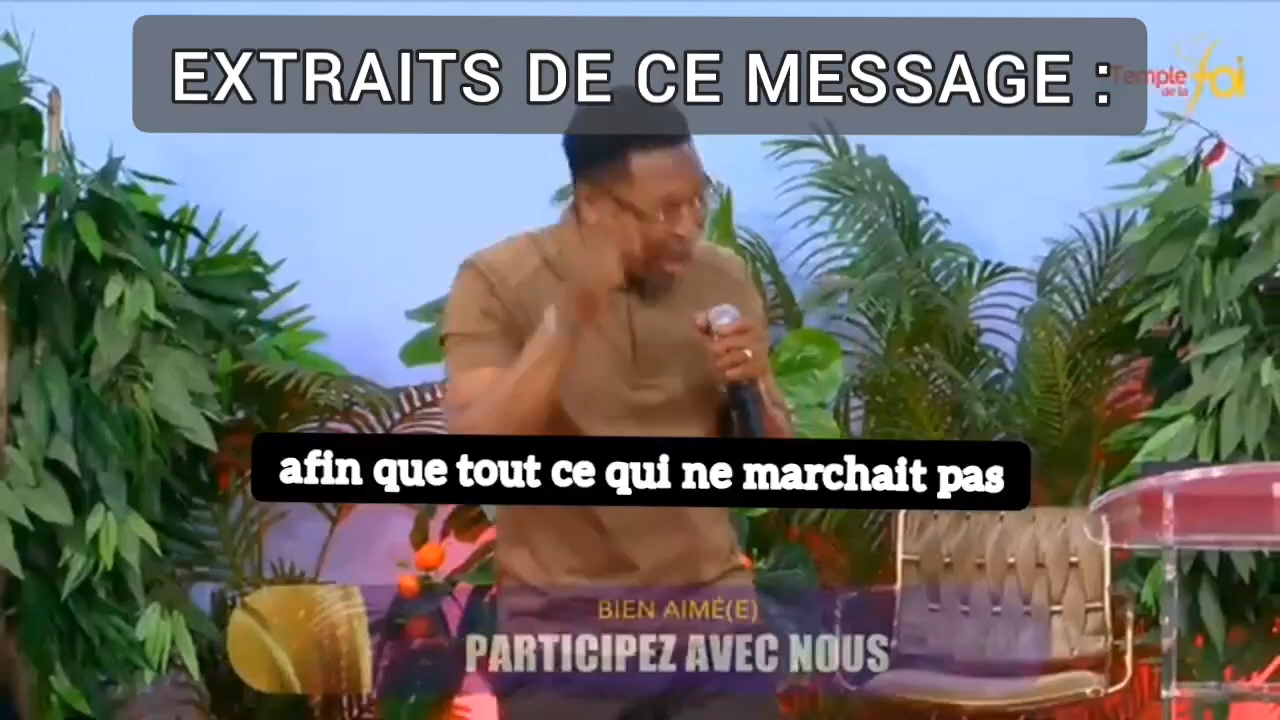 EXTRAITS DE CE MESSAGE :
Temple
de la
foi
afin que tout ce qui ne marchait pas
BIEN AIMÉ(E)
PARTICIPEZ AVEC NOUS